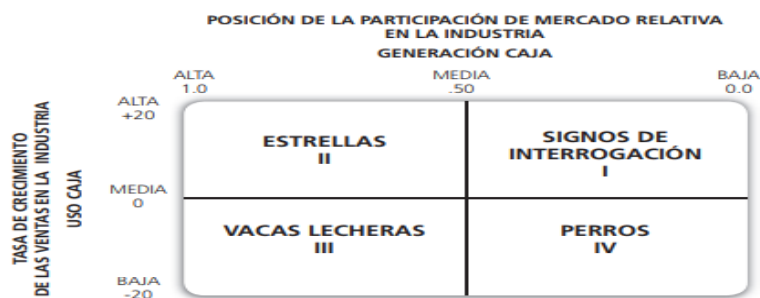 POSICIÓN DE LA PARTICIPACIÓN DE MERCADO RELATIVA
EN LA INDUSTRIA
GENERACIÓN CAJA
ALTA
1.0
MEDIA
.50
BAJA
0.0
TASA DE CRECIMIENTO
DE LAS VENTAS EN LA INDUSTRIA
USO CAJA
ALTA
+20
MEDIA
0
BAJA
-20
ESTRELLAS
II
SIGNOS DE
INTERROGACIÓN
I
VACAS LECHERAS
III
PERROS
IV